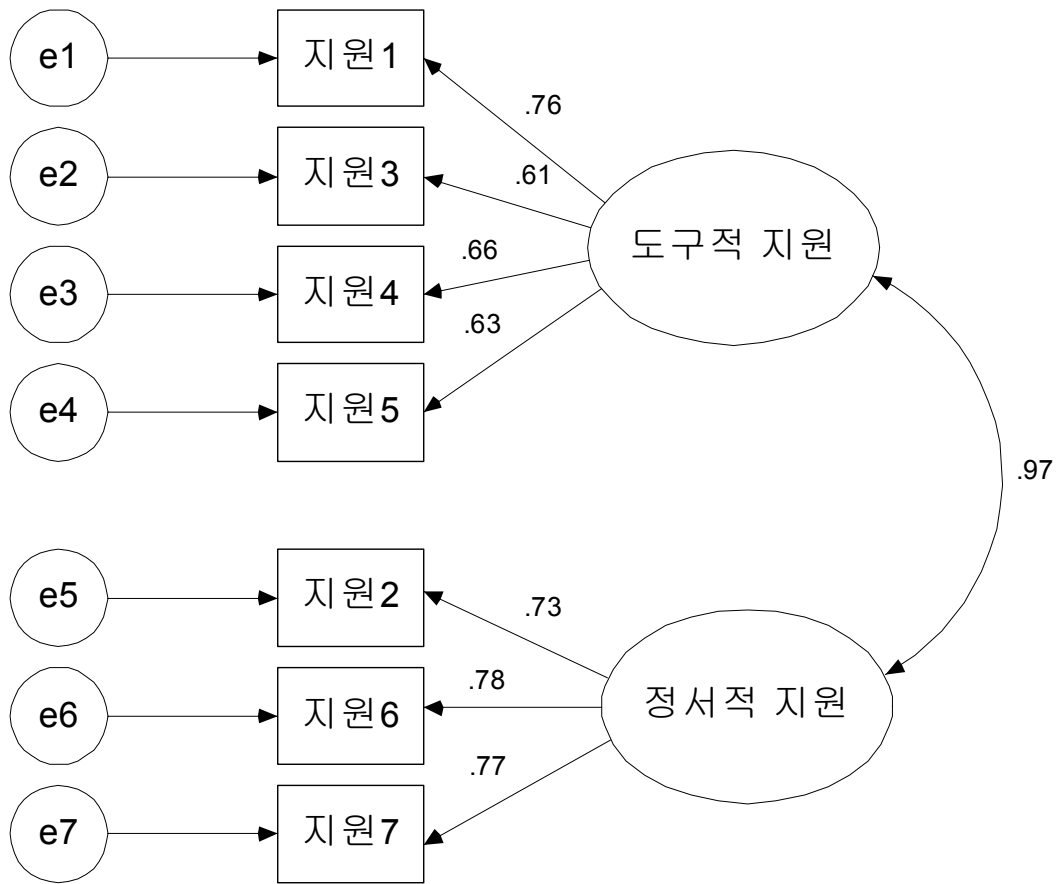 e1
지원1
.76
e2
지원3
.61
도구적 지원
e3
지원4
.66
e4
지원5
.63
.97
e5
지원2
.73
e6
지원6
.78
정서적 지원
e7
지원7
.77